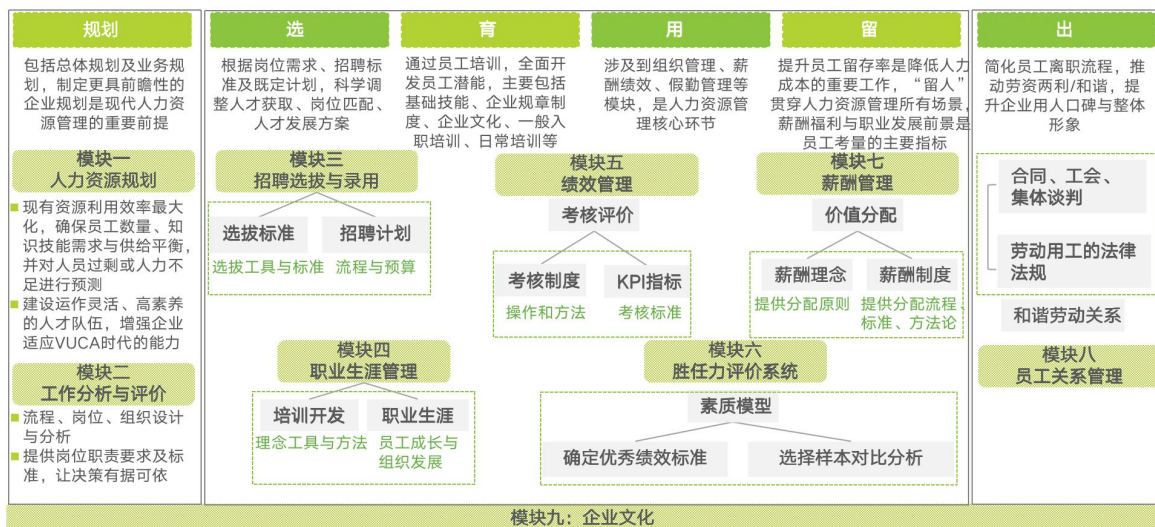 规划
包括总体规划及业务规
划，制定更具前瞻性的
企业规划是现代人力资
源管理的重要前提
模块一
人力资源规划
现有资源利用效率最大
化，确保员工数量、知
识技能需求与供给平衡，
并对人员过剩或人力不
足进行预测
建设运作灵活、高素养
的人才队伍，增强企业
适应VUCA时代的能力
模块二
工作分析与评价
流程、岗位、组织设计
与分析
提供岗位职责要求及标
准，让决策有据可依
选
根据岗位需求、招聘标
准及既定计划，科学调
整人才获取、岗位匹配、
人才发展方案
育
通过员工培训，全面开
发员工潜能，主要包括
基础技能、企业规章制
度、企业文化、一般入
职培训、日常培训等
用
涉及到组织管理、薪
酬绩效、假勤管理等
模块，是人力资源管
理核心环节
留
提升员工留存率是降低人力
成本的重要工作，“留人”
贯穿人力资源管理所有场景，
薪酬福利与职业发展前景是
员工考量的主要指标
模块三
招聘选拔与录用
选拔标准
招聘计划
选拔工具与标准
流程与预算
模块五
绩效管理
考核评价
考核制度
KPI指标
操作和方法
考核标准
模块七
薪酬管理
价值分配
薪酬理念
薪酬制度
提供分配原则
提供分配流程、
标准、方法论
模块四
职业生涯管理
培训开发
职业生涯
理念工具与方法
员工成长与
组织发展
模块六
胜任力评价系统
素质模型
确定优秀绩效标准
选择样本对比分析
出
简化员工离职流程，推
动劳资两利/和谐，提
升企业用人口碑与整体
形象
合同、工会、
集体谈判
劳动用工的法律
法规
和谐劳动关系
模块八
员工关系管理
模块九：企业文化